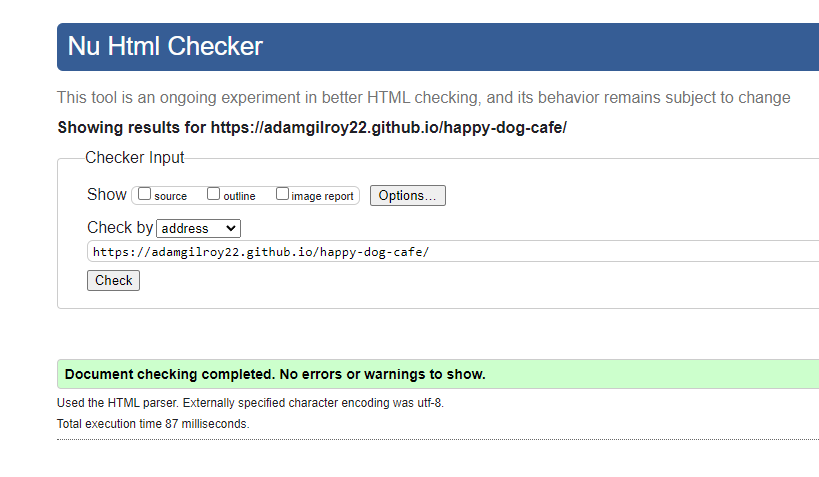 Nu Html Checker
This tool is an ongoing experiment in better HTML checking, and its behavior remains subject to change
Showing results for https://adamgilroy22.github.io/happy-dog-cafe/
Checker Input
Show source outline image report Options...
Check by address
https://adamgilroy22.github.io/happy-dog-cafe/
Check
Document checking completed. No errors or warnings to show.
Used the HTML parser. Externally specified character encoding was utf-8.
Total execution time 87 milliseconds.